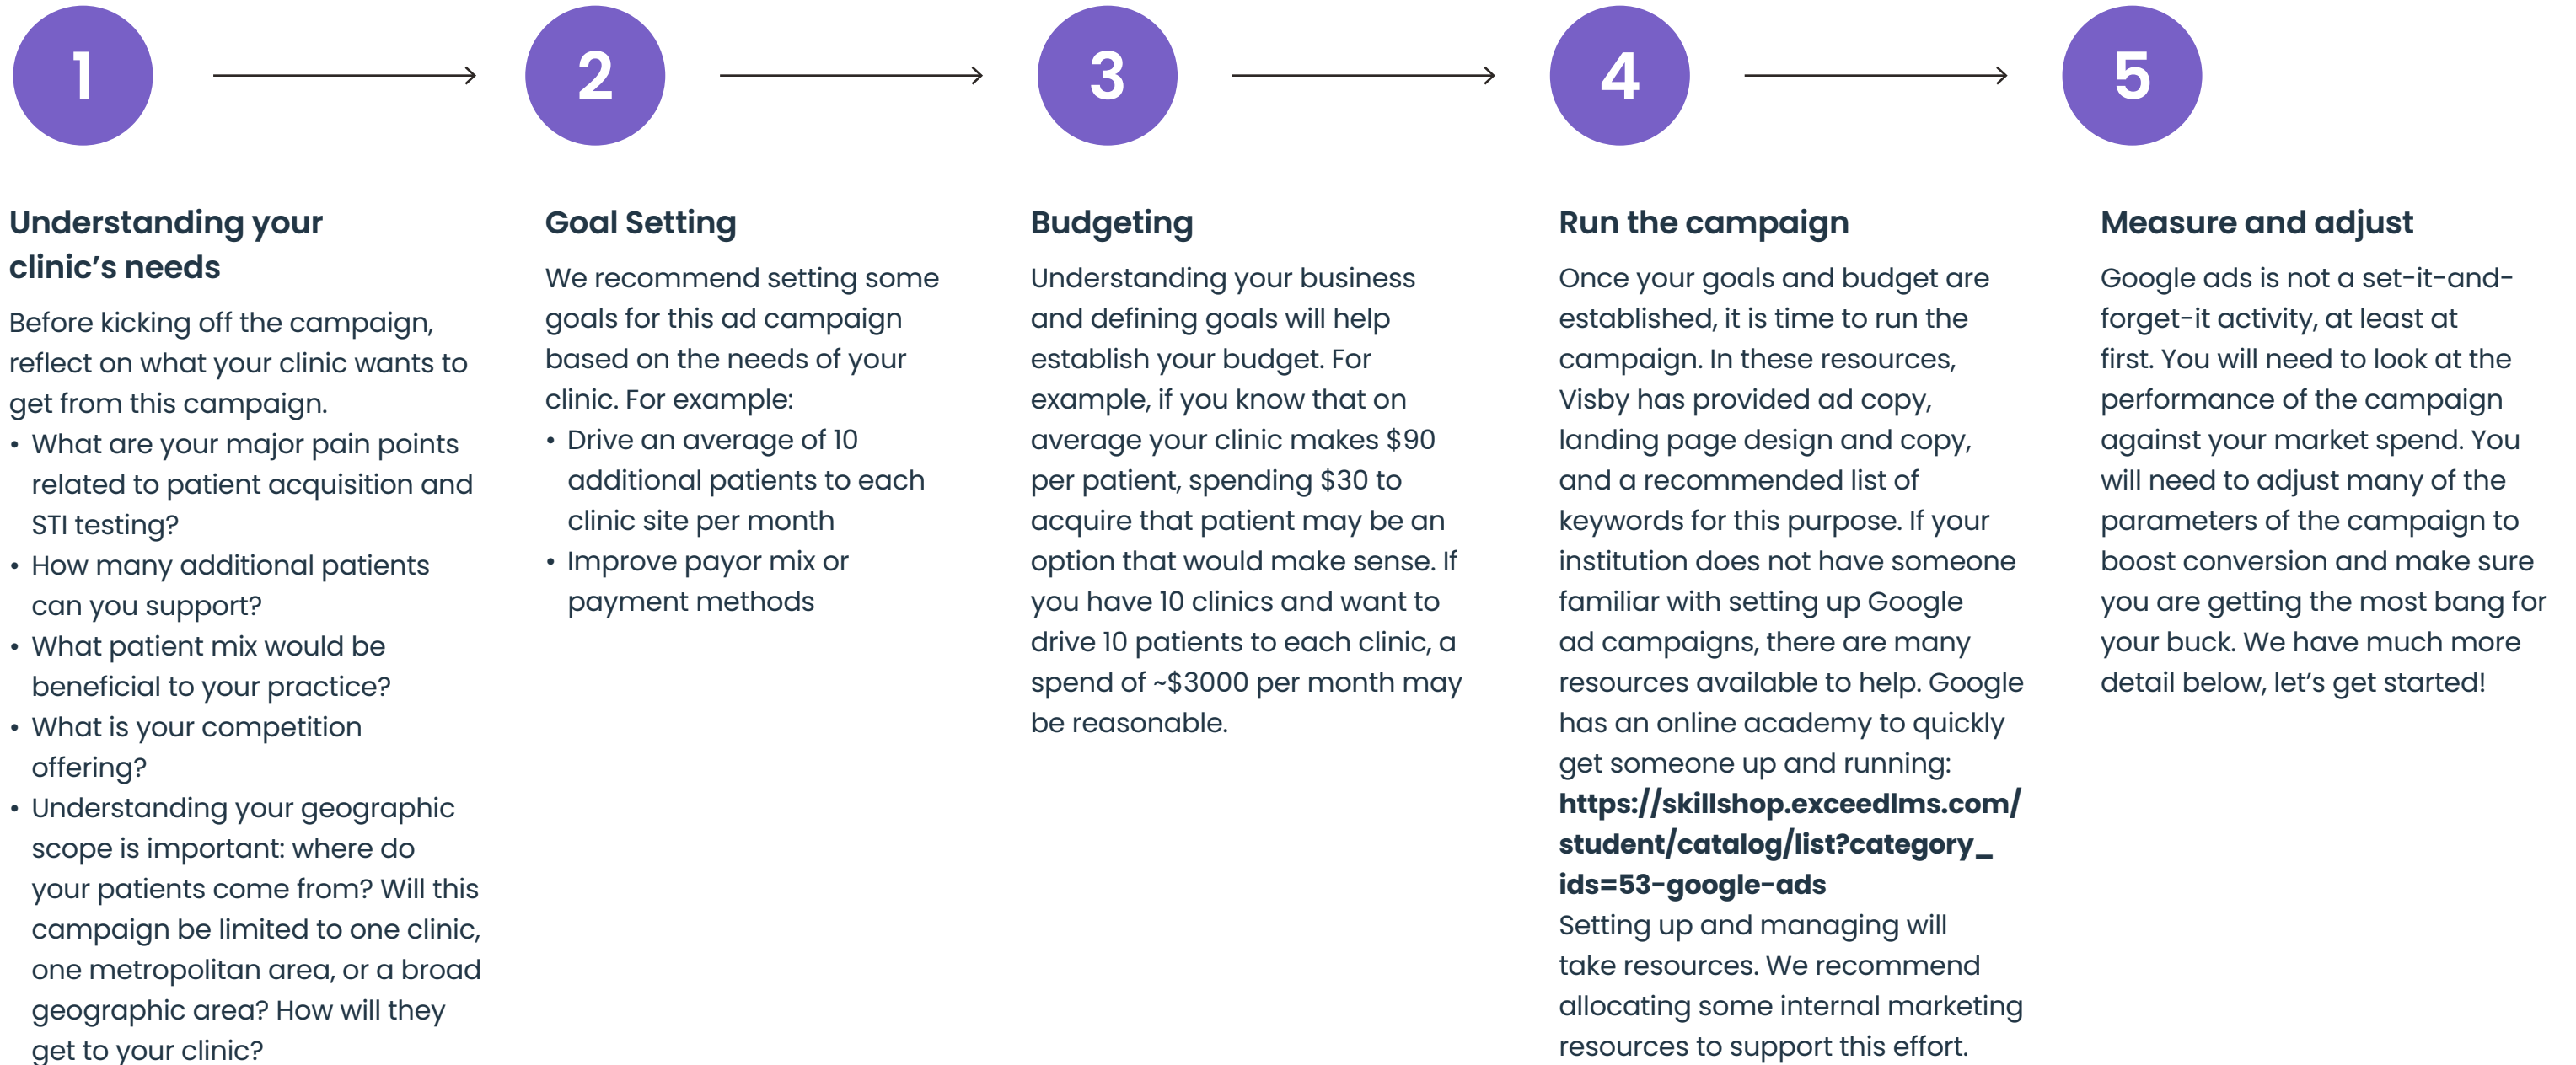 1
2
3
4
5
Understanding your
clinic’s needs
Before kicking off the campaign,
reflect on what your clinic wants to
get from this campaign.
• What are your major pain points
related to patient acquisition and
STI testing?
• How many additional patients
can you support?
• What patient mix would be
beneficial to your practice?
• What is your competition
offering?
• Understanding your geographic
scope is important: where do
your patients come from? Will this
campaign be limited to one clinic,
one metropolitan area, or a broad
geographic area? How will they
get to your clinic?
Goal Setting
We recommend setting some
goals for this ad campaign
based on the needs of your
clinic. For example:
• Drive an average of 10
additional patients to each
clinic site per month
• Improve payor mix or
payment methods
Budgeting
Understanding your business
and defining goals will help
establish your budget. For
example, if you know that on
average your clinic makes $90
per patient, spending $30 to
acquire that patient may be an
option that would make sense. If
you have 10 clinics and want to
drive 10 patients to each clinic, a
spend of ~$3000 per month may
be reasonable.
Run the campaign
Once your goals and budget are
established, it is time to run the
campaign. In these resources,
Visby has provided ad copy,
landing page design and copy,
and a recommended list of
keywords for this purpose. If your
institution does not have someone
familiar with setting up Google
ad campaigns, there are many
resources available to help. Google
has an online academy to quickly
get someone up and running:
https://skillshop.exceedlms.com/
student/catalog/list?category_
ids=53-google-ads
Setting up and managing will
take resources. We recommend
allocating some internal marketing
resources to support this effort.
Measure and adjust
Google ads is not a set-it-and-
forget-it activity, at least at
first. You will need to look at the
performance of the campaign
against your market spend. You
will need to adjust many of the
parameters of the campaign to
boost conversion and make sure
you are getting the most bang for
your buck. We have much more
detail below, let’s get started!